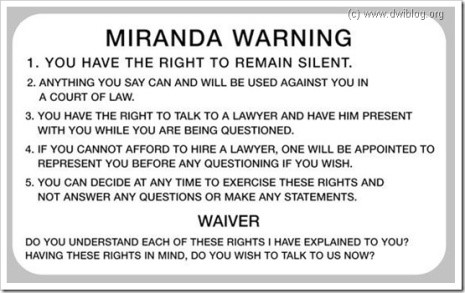 (c) www.dwiblog.org
MIRANDA WARNING
1. YOU HAVE THE RIGHT TO REMAIN SILENT.
2. ANYTHING YOU SAY CAN AND WILL BE USED AGAINST YOU IN
A COURT OF LAW.
3. YOU HAVE THE RIGHT TO TALK TO A LAWYER AND HAVE HIM PRESENT
WITH YOU WHILE YOU ARE BEING QUESTIONED.
4. IF YOU CANNOT AFFORD TO HIRE A LAWYER, ONE WILL BE APPOINTED TO
REPRESENT YOU BEFORE ANY QUESTIONING IF YOU WISH.
5. YOU CAN DECIDE AT ANY TIME TO EXERCISE THESE RIGHTS AND
NOT ANSWER ANY QUESTIONS OR MAKE ANY STATEMENTS.
WAIVER
DO YOU UNDERSTAND EACH OF THESE RIGHTS I HAVE EXPLAINED TO YOU?
HAVING THESE RIGHTS IN MIND, DO YOU WISH TO TALK TO US NOW?